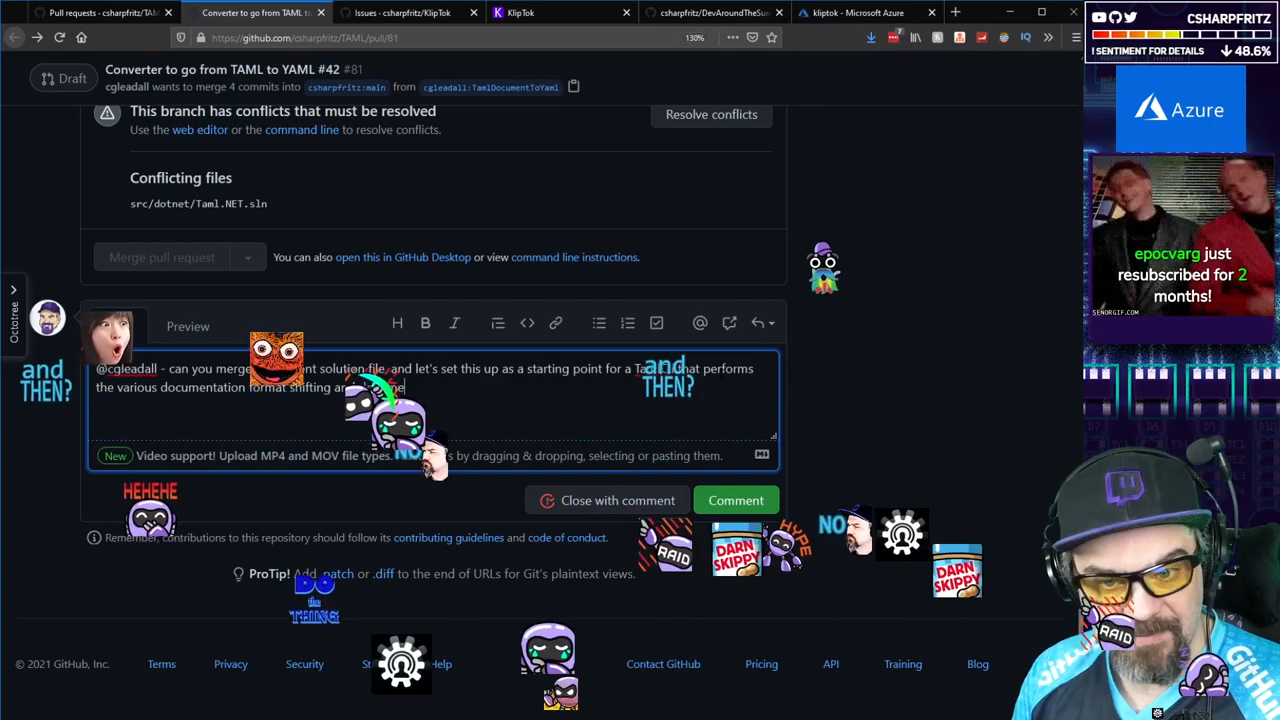 Pull requests · csharpfritz/TAM
Converter to go from TAML to
Issues · csharpfritz/KlipTok
KlipTok
csharpfritz/DevAroundTheSu
kliptok - Microsoft Azure
https://github.com/csharpfritz/TAML/pull/81
130%
CSHARPFRITZ
! SENTIMENT FOR DETAILS
48.6%
Draft
Converter to go from TAML to YAML #42 #81
cgleadall wants to merge 4 commits into csharpfritz:main from cgleadall:TamlDocumentToYaml
This branch has conflicts that must be resolved
Use the web editor or the command line to resolve conflicts.
Resolve conflicts
Conflicting files
src/dotnet/Taml.NET.sln
Merge pull request
You can also open this in GitHub Desktop or view command line instructions.
Octotree
Preview
@cgleadall - can you merge solution file, and let's set this up as a starting point for a that performs
the various documentation format shifting
New Video support! Upload MP4 and MOV file types.
by dragging & dropping, selecting or pasting them.
Close with comment
Comment
Remember, contributions to this repository should follow its contributing guidelines and code of conduct.
ProTip! Add .patch or .diff to the end of URLs for Git's plaintext views.
© 2021 GitHub, Inc.
Terms
Privacy
Security
Help
Contact GitHub
Pricing
API
Training
Blog
Azure
epocvarg just
resubscribed for 2
months!
SENORGIF.COM
and
THEN?
and
THEN?
HEHEHE
NO
NO
HYPE
RAID
DARN
SKIPPY
DARN
SKIPPY
DO
the
THING
RAID
GitHub